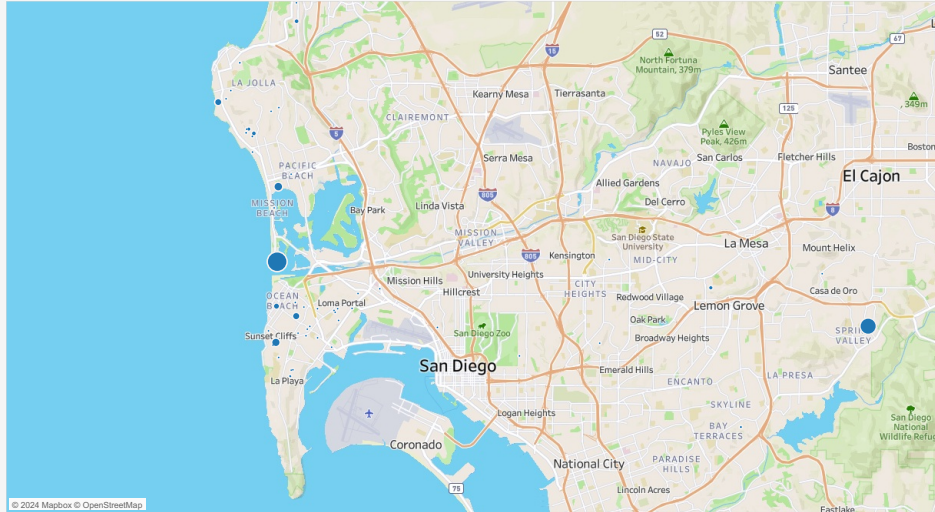 52
67
15
North Fortuna
Mountain, 379m
Santee
LA JOLLA
Kearny Mesa
Tierrasanta
, 349m
125
CLAIREMONT
5
Pyles View
Peak, 426m
Boston
Serra Mesa
NAVAJO
San Carlos
Fletcher Hills
PACIFIC
BEACH
El Cajon
Allied Gardens
805
MISSION
BEACH
Bay Park
Linda Vista
Del Cerro
8
MISSION
VALLEY
San Diego State
University
La Mesa
Mount Helix
805
Kensington
MID-CITY
University Heights
Mission Hills
Hillcrest
CITY
HEIGHTS
Redwood Village
Casa de Oro
OCEAN
BEACH
Loma Portal
Lemon Grove
Oak Park
San Diego Zoo
Sunset Cliffs
Broadway Heights
VALLEY
San Diego
Emerald Hills
La Playa
ENCANTO
LA PRESA
SKYLINE
Logan Heights
San Diego
National
Wildlife Refug
BAY
TERRACES
Coronado
National City
PARADISE
HILLS
75
Lincoln Acres
Eastlake
© 2024 Mapbox © OpenStreetMap